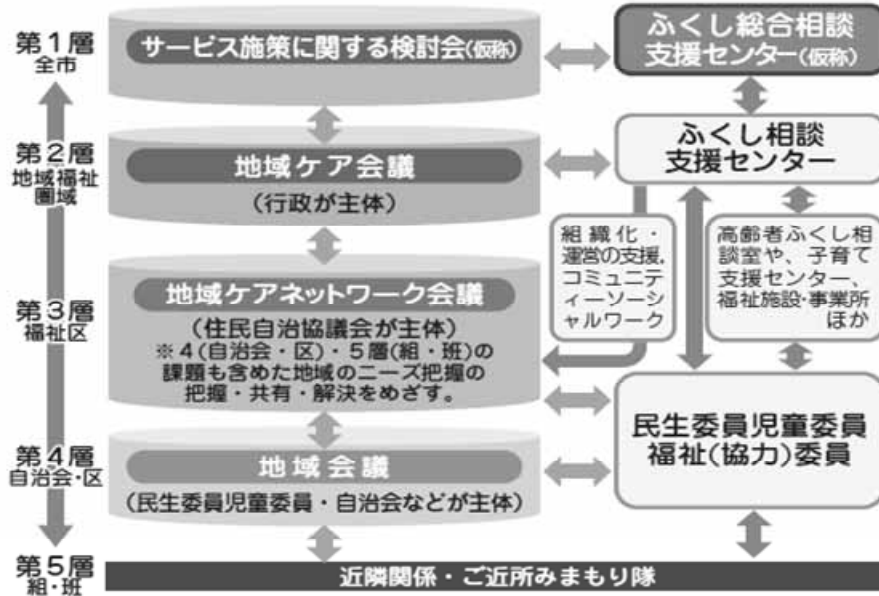 第1層
全市
サービス施策に関する検討会(仮称)
ふくし総合相談
支援センター(仮称)
第2層
地域福祉
圏域
地域ケア会議
(行政が主体)
ふくし相談
支援センター
組織化・
運営の支援,
コミュニテ
ィーソーシ
ャルワーク
高齢者ふくし相
談室や、子育て
支援センター、
福祉施設・事業所
ほか
第3層
福祉区
地域ケアネットワーク会議
(住民自治協議会が主体)
※4(自治会・区)・5層(組・班)の
課題も含めた地域のニーズ把握の
把握・共有・解決をめざす。
第4層
自治会・区
地域会議
(民生委員児童委員・自治会などが主体)
民生委員児童委員
福祉(協力)委員
第5層
組・班
近隣関係・ご近所みまもり隊